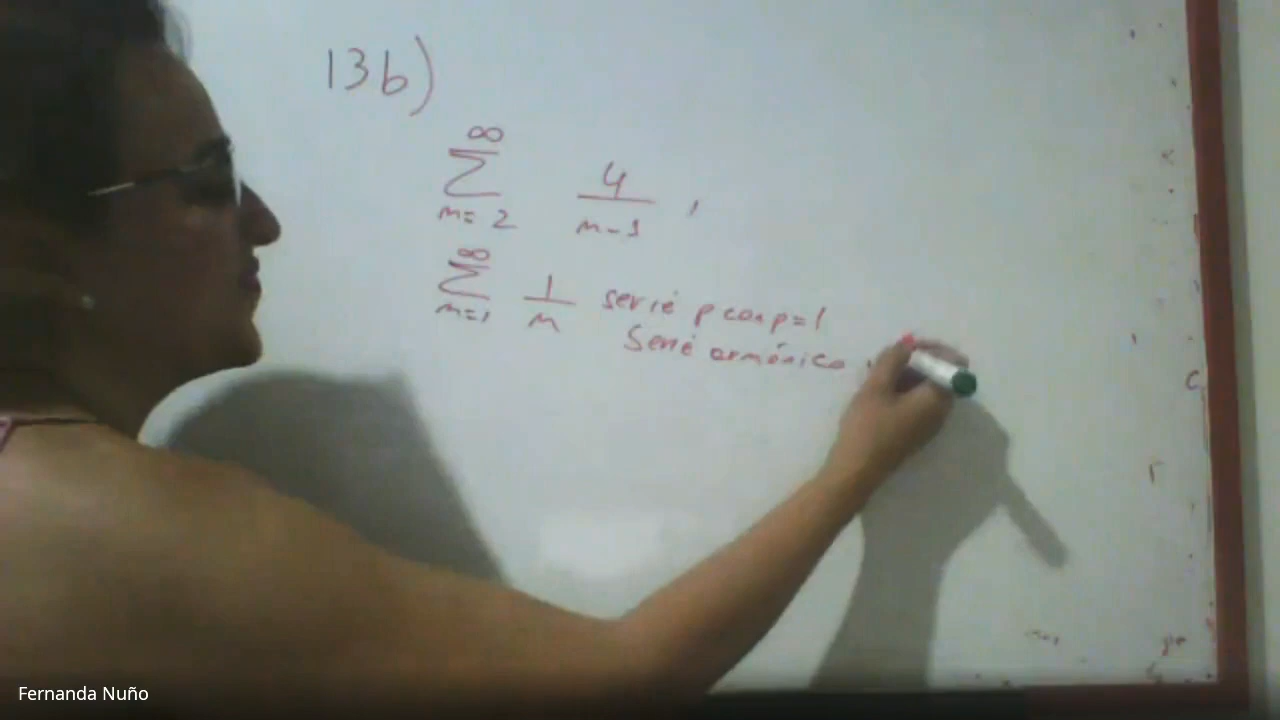 13b)
∞
Σ 4/n-1 ,
n=2
∞
Σ 1/n serie p con p=1
n=1
Serie armónica
Fernanda Nuño